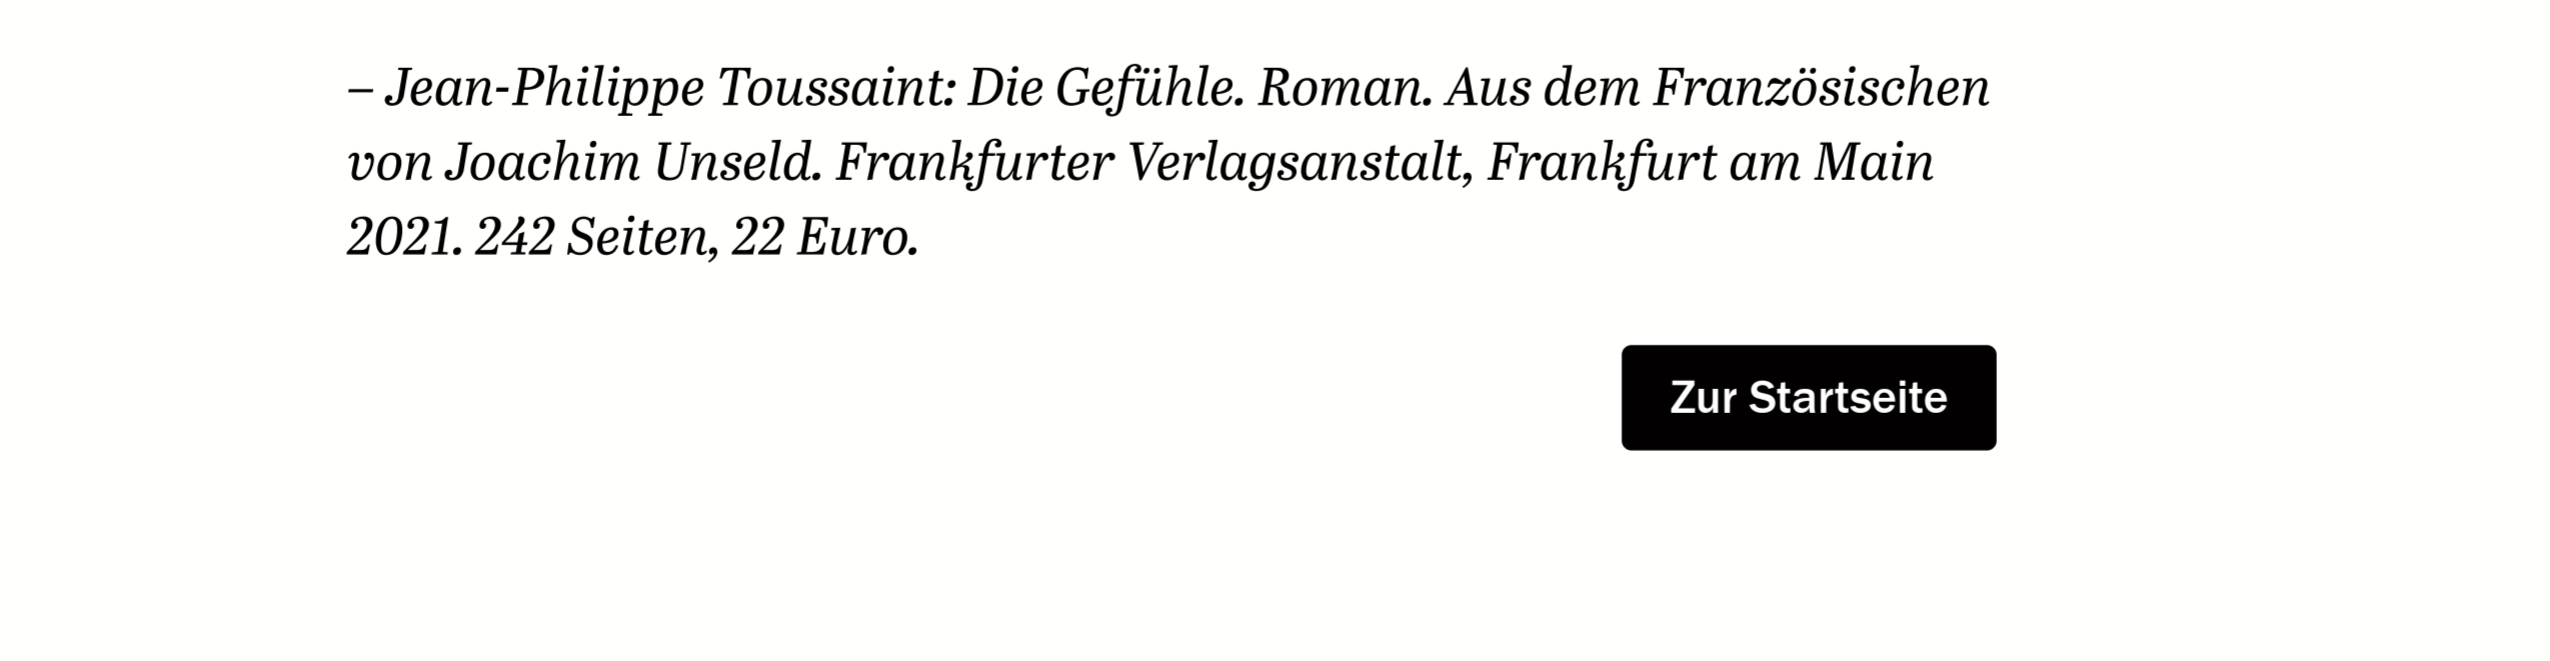 – Jean-Philippe Toussaint: Die Gefühle. Roman. Aus dem Französischen
von Joachim Unseld. Frankfurter Verlagsanstalt, Frankfurt am Main
2021. 242 Seiten, 22 Euro.
Zur Startseite